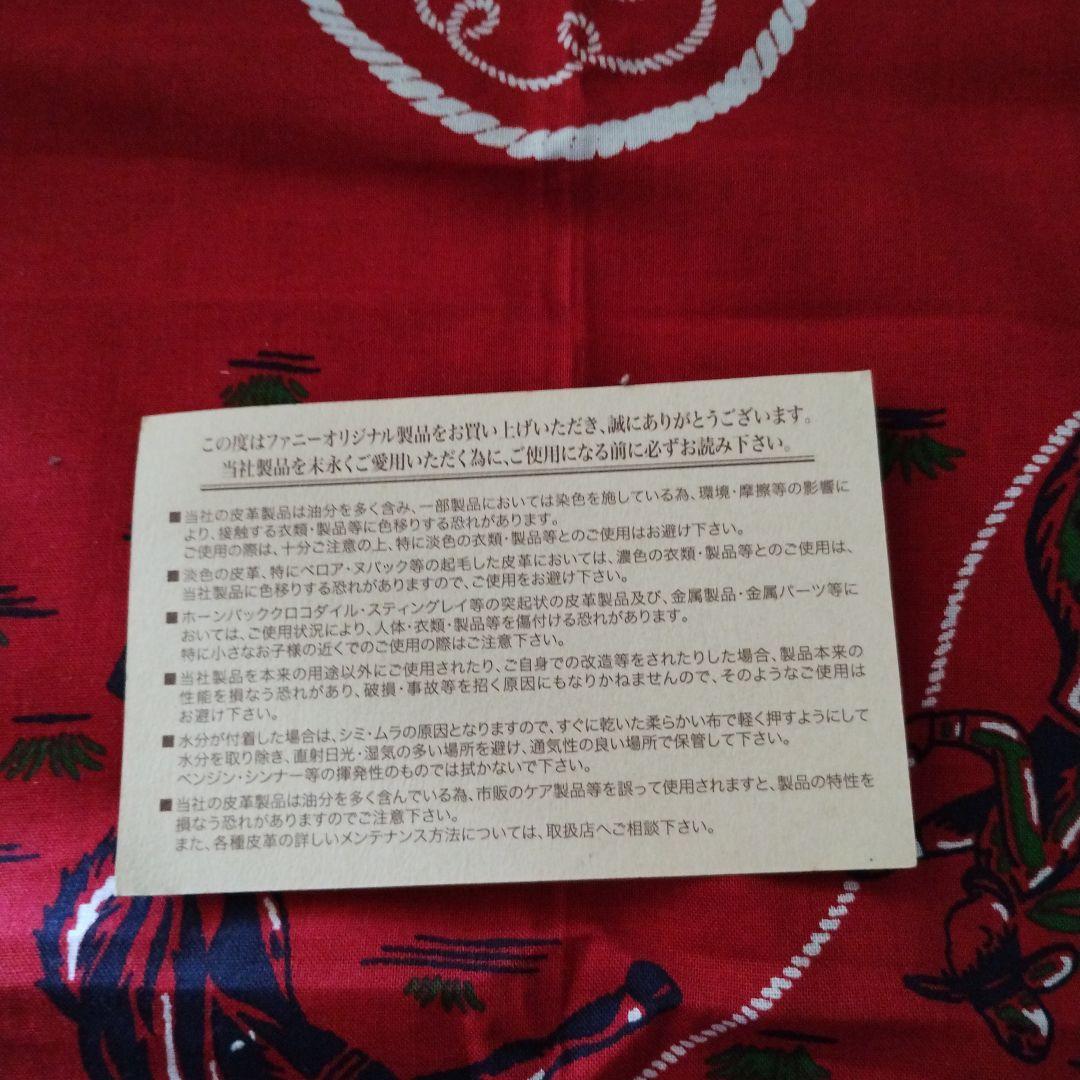 この度はファニーオリジナル製品をお買い上げいただき、誠にありがとうございます。
当社製品を末永くご愛用いただく為に、ご使用になる前に必ずお読み下さい。
■当社の皮革製品は油分を多く含み、一部製品においては染色を施している為、環境・摩擦等の影響に
より、接触する衣類・製品等に色移りする恐れがあります。
ご使用の際は、十分ご注意の上、特に淡色の衣類・製品等とのご使用はお避け下さい。
■淡色の皮革、特にベロア・ヌバック等の起毛した皮革においては、濃色の衣類・製品等とのご使用は、
当社製品に色移りする恐れがありますので、ご使用をお避け下さい。
■ホーンバッククロコダイル・スティングレイ等の突起状の皮革製品及び、金属製品・金属パーツ等に
おいては、ご使用状況により、人体・衣類・製品等を傷付ける恐れがあります。
特に小さなお子様の近くでのご使用の際はご注意下さい。
■当社製品を本来の用途以外にご使用されたり、ご自身での改造等をされたりした場合、製品本来の
性能を損なう恐れがあり、破損・事故等を招く原因にもなりかねませんので、そのようなご使用は
お避け下さい。
■水分が付着した場合は、シミ・ムラの原因となりますので、すぐに乾いた柔らかい布で軽く押すようにして
水分を取り除き、直射日光・湿気の多い場所を避け、通気性の良い場所で保管して下さい。
ベンジン・シンナー等の揮発性のものでは拭かないで下さい。
■当社の皮革製品は油分を多く含んでいる為、市販のケア製品等を誤って使用されますと、製品の特性を
損なう恐れがありますのでご注意下さい。
また、各種皮革の詳しいメンテナンス方法については、取扱店へご相談下さい。